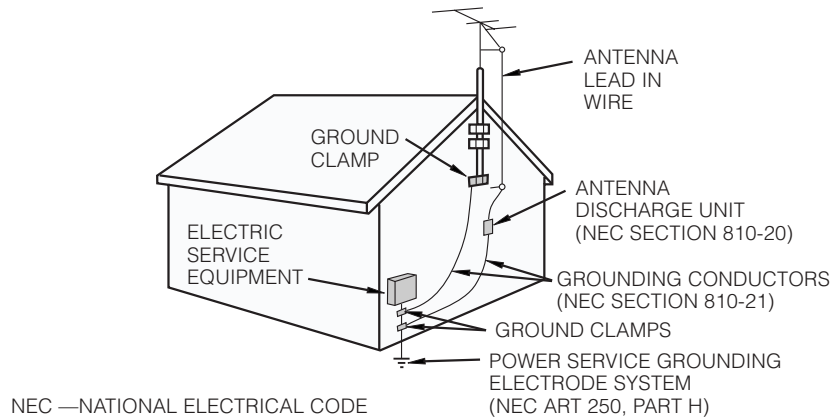 ANTENNA
LEAD IN
WIRE
GROUND
CLAMP
ANTENNA
DISCHARGE UNIT
(NEC SECTION 810-20)
ELECTRIC
SERVICE
EQUIPMENT
GROUNDING CONDUCTORS
(NEC SECTION 810-21)
GROUND CLAMPS
POWER SERVICE GROUNDING
ELECTRODE SYSTEM
(NEC ART 250, PART H)
NEC —NATIONAL ELECTRICAL CODE